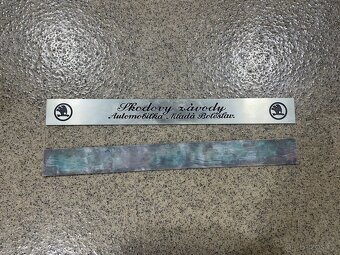 Škodovy závody
Automobilka Mladá Boleslav.